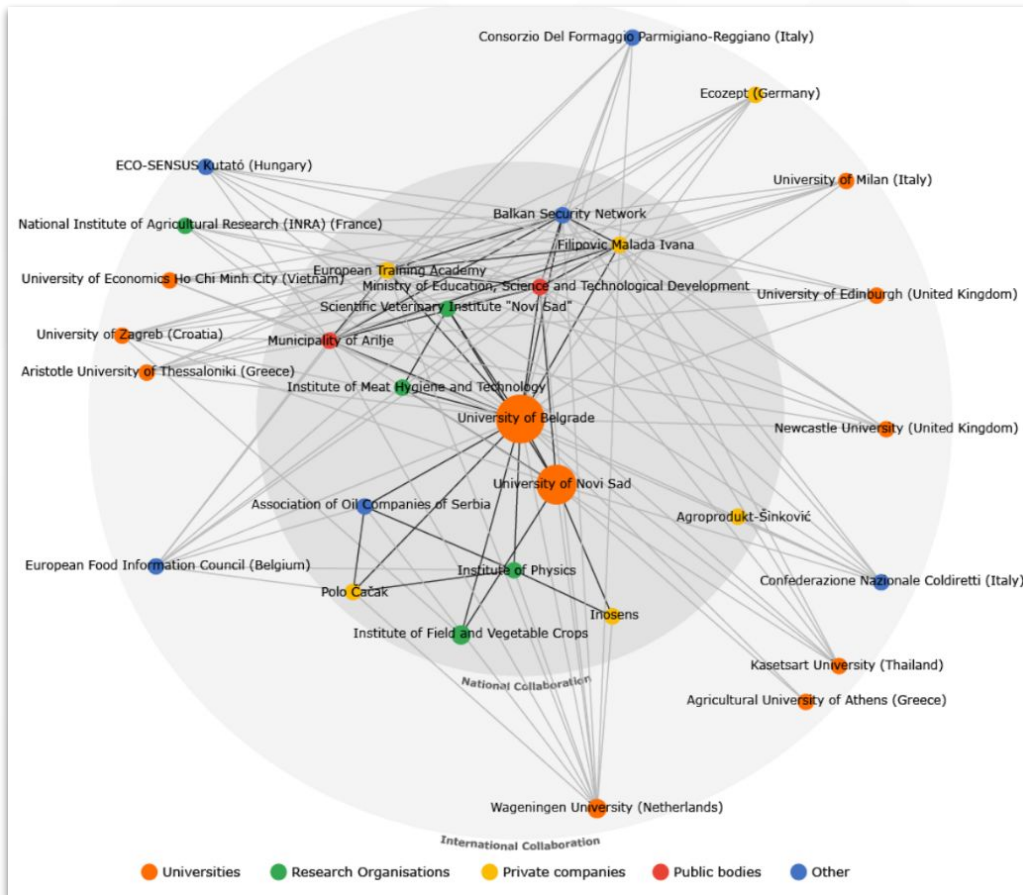 Consorzio Del Formaggio Parmigiano-Reggiano (Italy)
Ecozept (Germany)
ECO-SENSUS Kutató (Hungary)
University of Milan (Italy)
Balkan Security Network
National Institute of Agricultural Research (INRA) (France)
Filipovic Malada Ivana
European Training Academy
University of Economics Ho Chi Minh City (Vietnam)
Ministry of Education, Science and Technological Development
University of Edinburgh (United Kingdom)
Scientific Veterinary Institute "Novi Sad"
University of Zagreb (Croatia)
Municipality of Arilje
Aristotle University of Thessaloniki (Greece)
Institute of Meat Hygiene and Technology
University of Belgrade
Newcastle University (United Kingdom)
University of Novi Sad
Association of Oil Companies of Serbia
Agroprodukt-Šinković
European Food Information Council (Belgium)
Institute of Physics
Confederazione Nazionale Coldiretti (Italy)
Polo Čačak
Inosens
Institute of Field and Vegetable Crops
Kasetsart University (Thailand)
National Collaboration
Agricultural University of Athens (Greece)
Wageningen University (Netherlands)
International Collaboration
Universities
Research Organisations
Private companies
Public bodies
Other